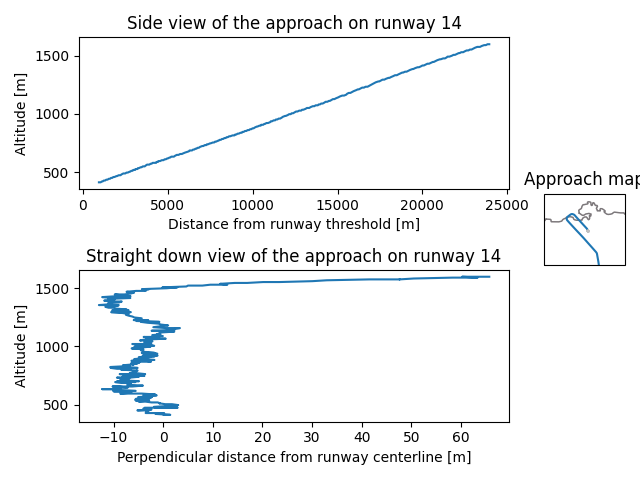 Side view of the approach on runway 14
1500
1000
500
Altitude [m]
0 5000 10000 15000 20000 25000
Distance from runway threshold [m]
Approach map
Straight down view of the approach on runway 14
1500
1000
500
Altitude [m]
−10 0 10 20 30 40 50 60
Perpendicular distance from runway centerline [m]